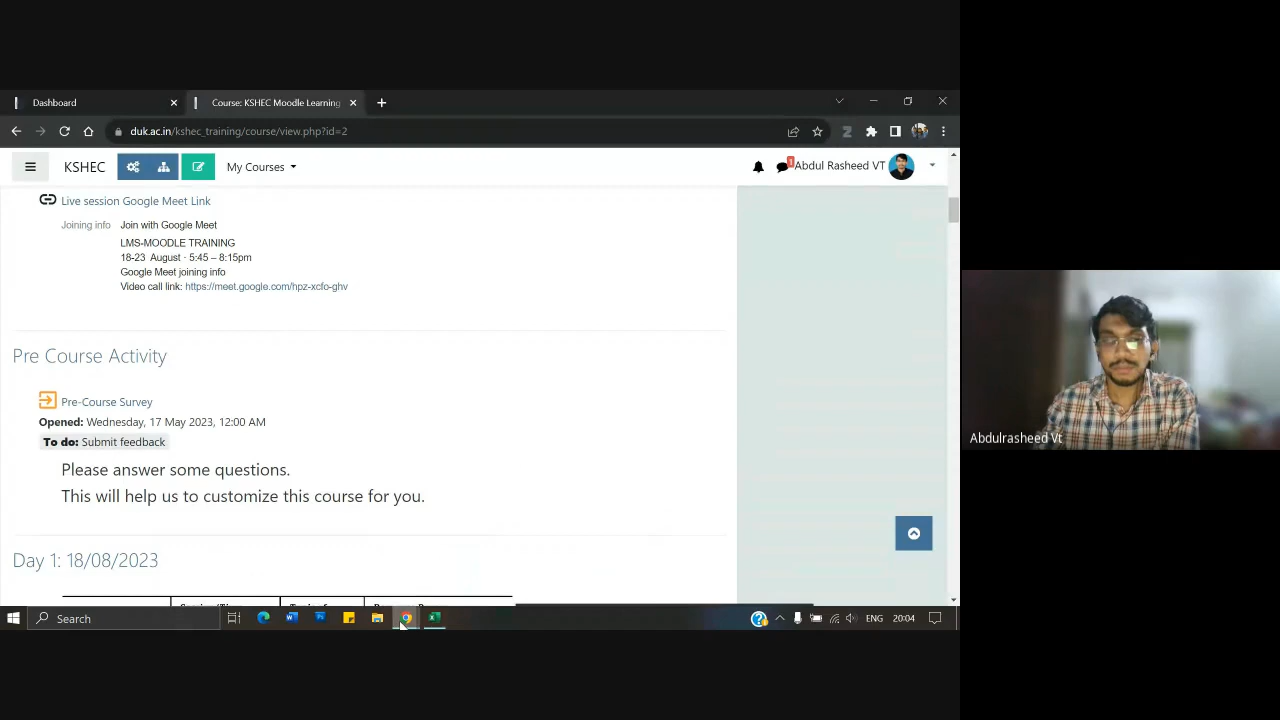 Dashboard
Course: KSHEC Moodle Learning
duk.ac.in/kshec_training/course/view.php?id=2
KSHEC
My Courses
1
Abdul Rasheed VT
Live session Google Meet Link
Joining info
Join with Google Meet
LMS-MOODLE TRAINING
18-23 August · 5:45 – 8:15pm
Google Meet joining info
Video call link: https://meet.google.com/hpz-xcfo-ghv
Pre Course Activity
Pre-Course Survey
Opened: Wednesday, 17 May 2023, 12:00 AM
To do: Submit feedback
Please answer some questions.
This will help us to customize this course for you.
Day 1: 18/08/2023
Search
ENG
20:04
Abdulrasheed Vt